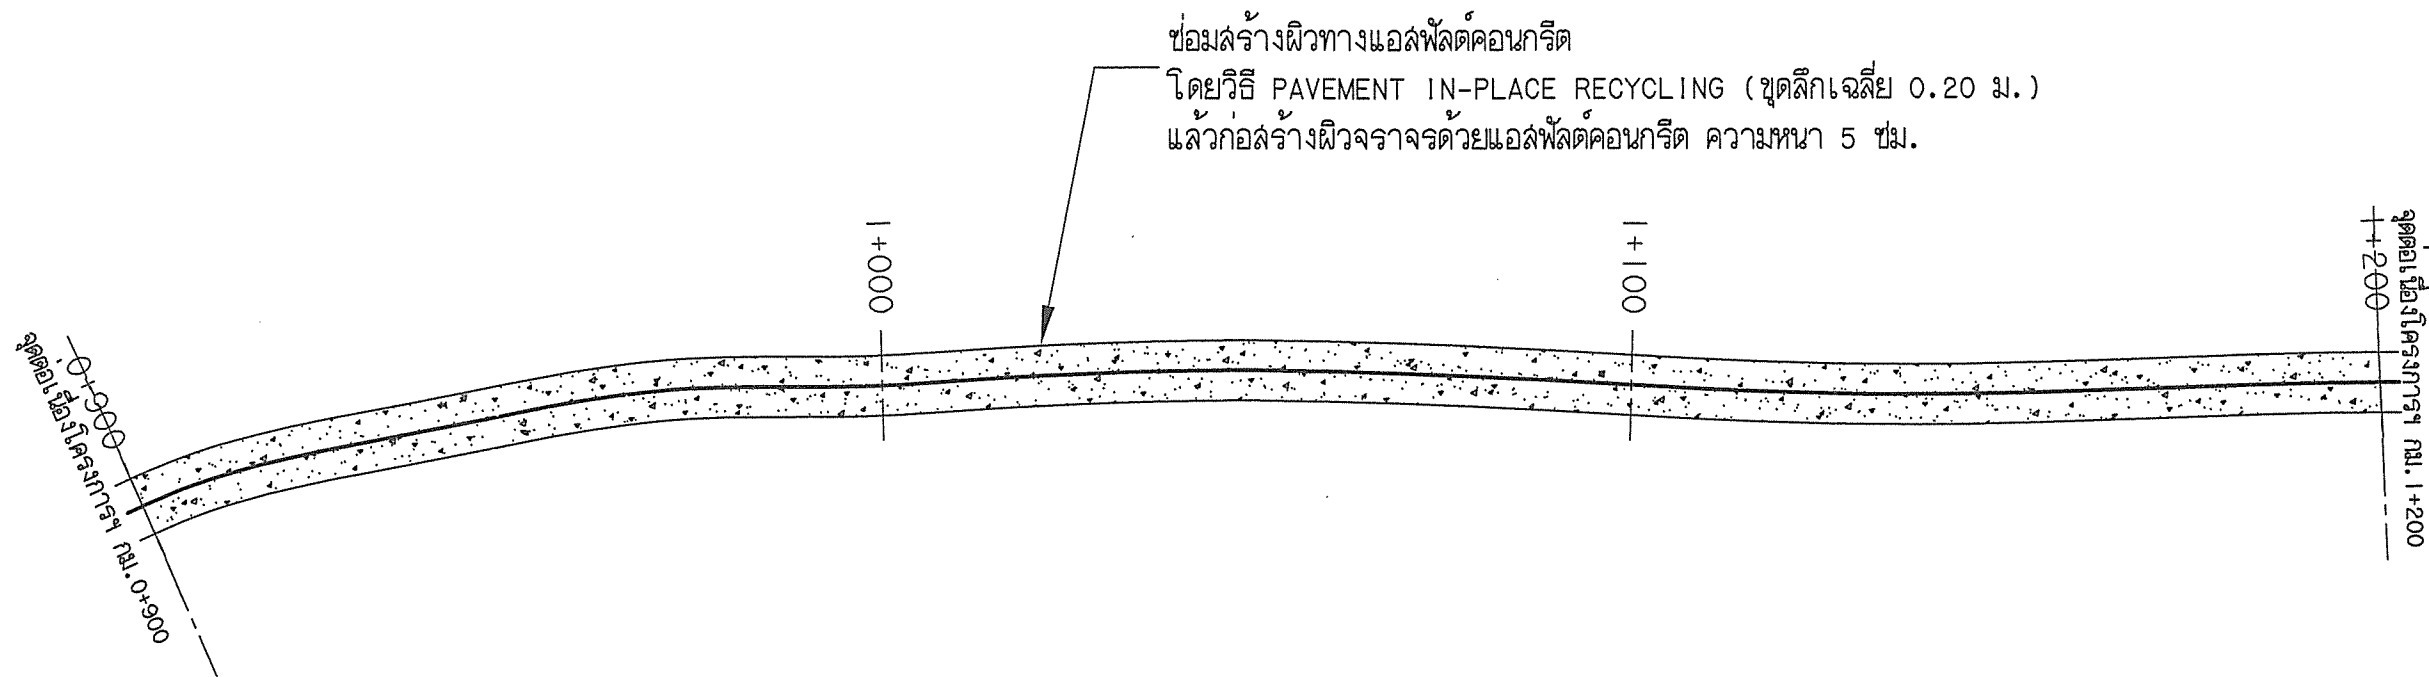 ซ่อมสร้างผิวทางแอสฟัลต์คอนกรีต
โดยวิธี PAVEMENT IN-PLACE RECYCLING (ขุดลึกเฉลี่ย 0.20 ม.)
แล้วก่อสร้างผิวจราจรด้วยแอสฟัลต์คอนกรีต ความหนา 5 ซม.
0+900
จุดต่อเนื่องโครงการฯ กม.0+900
1+000
1+100
1+200
จุดต่อเนื่องโครงการฯ กม.1+200